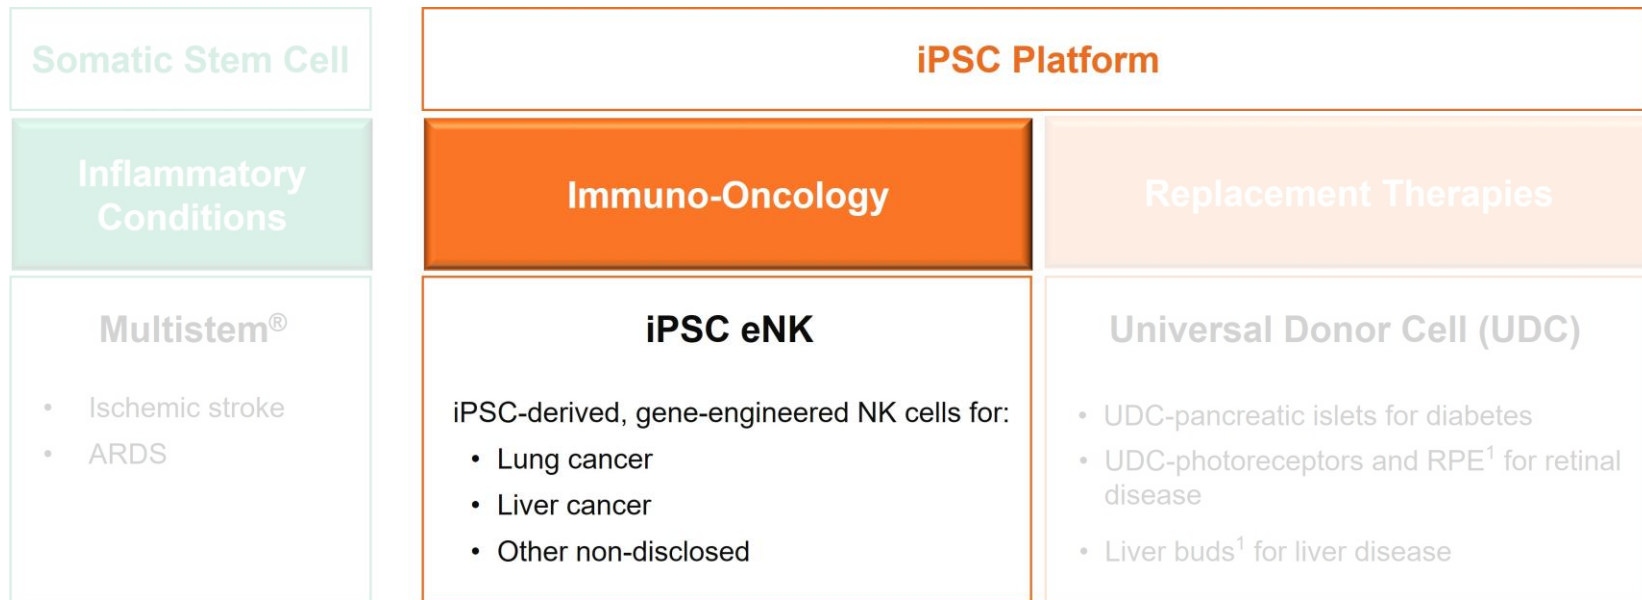 Somatic Stem Cell
iPSC Platform
Inflammatory
Conditions
Immuno-Oncology
Replacement Therapies
Multistem®
• Ischemic stroke
• ARDS
iPSC eNK
iPSC-derived, gene-engineered NK cells for:
• Lung cancer
• Liver cancer
• Other non-disclosed
Universal Donor Cell (UDC)
• UDC-pancreatic islets for diabetes
• UDC-photoreceptors and RPE¹ for retinal
disease
• Liver buds¹ for liver disease